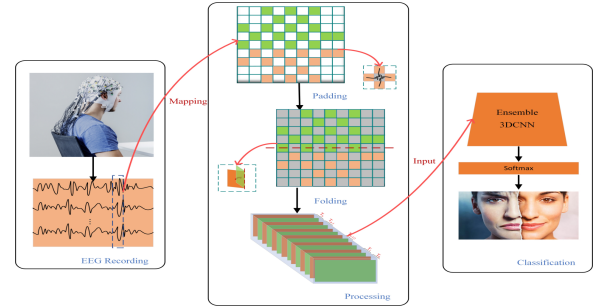 EEG Recording
Mapping
Padding
Folding
Processing
Input
Ensemble
3DCNN
Softmax
Classification